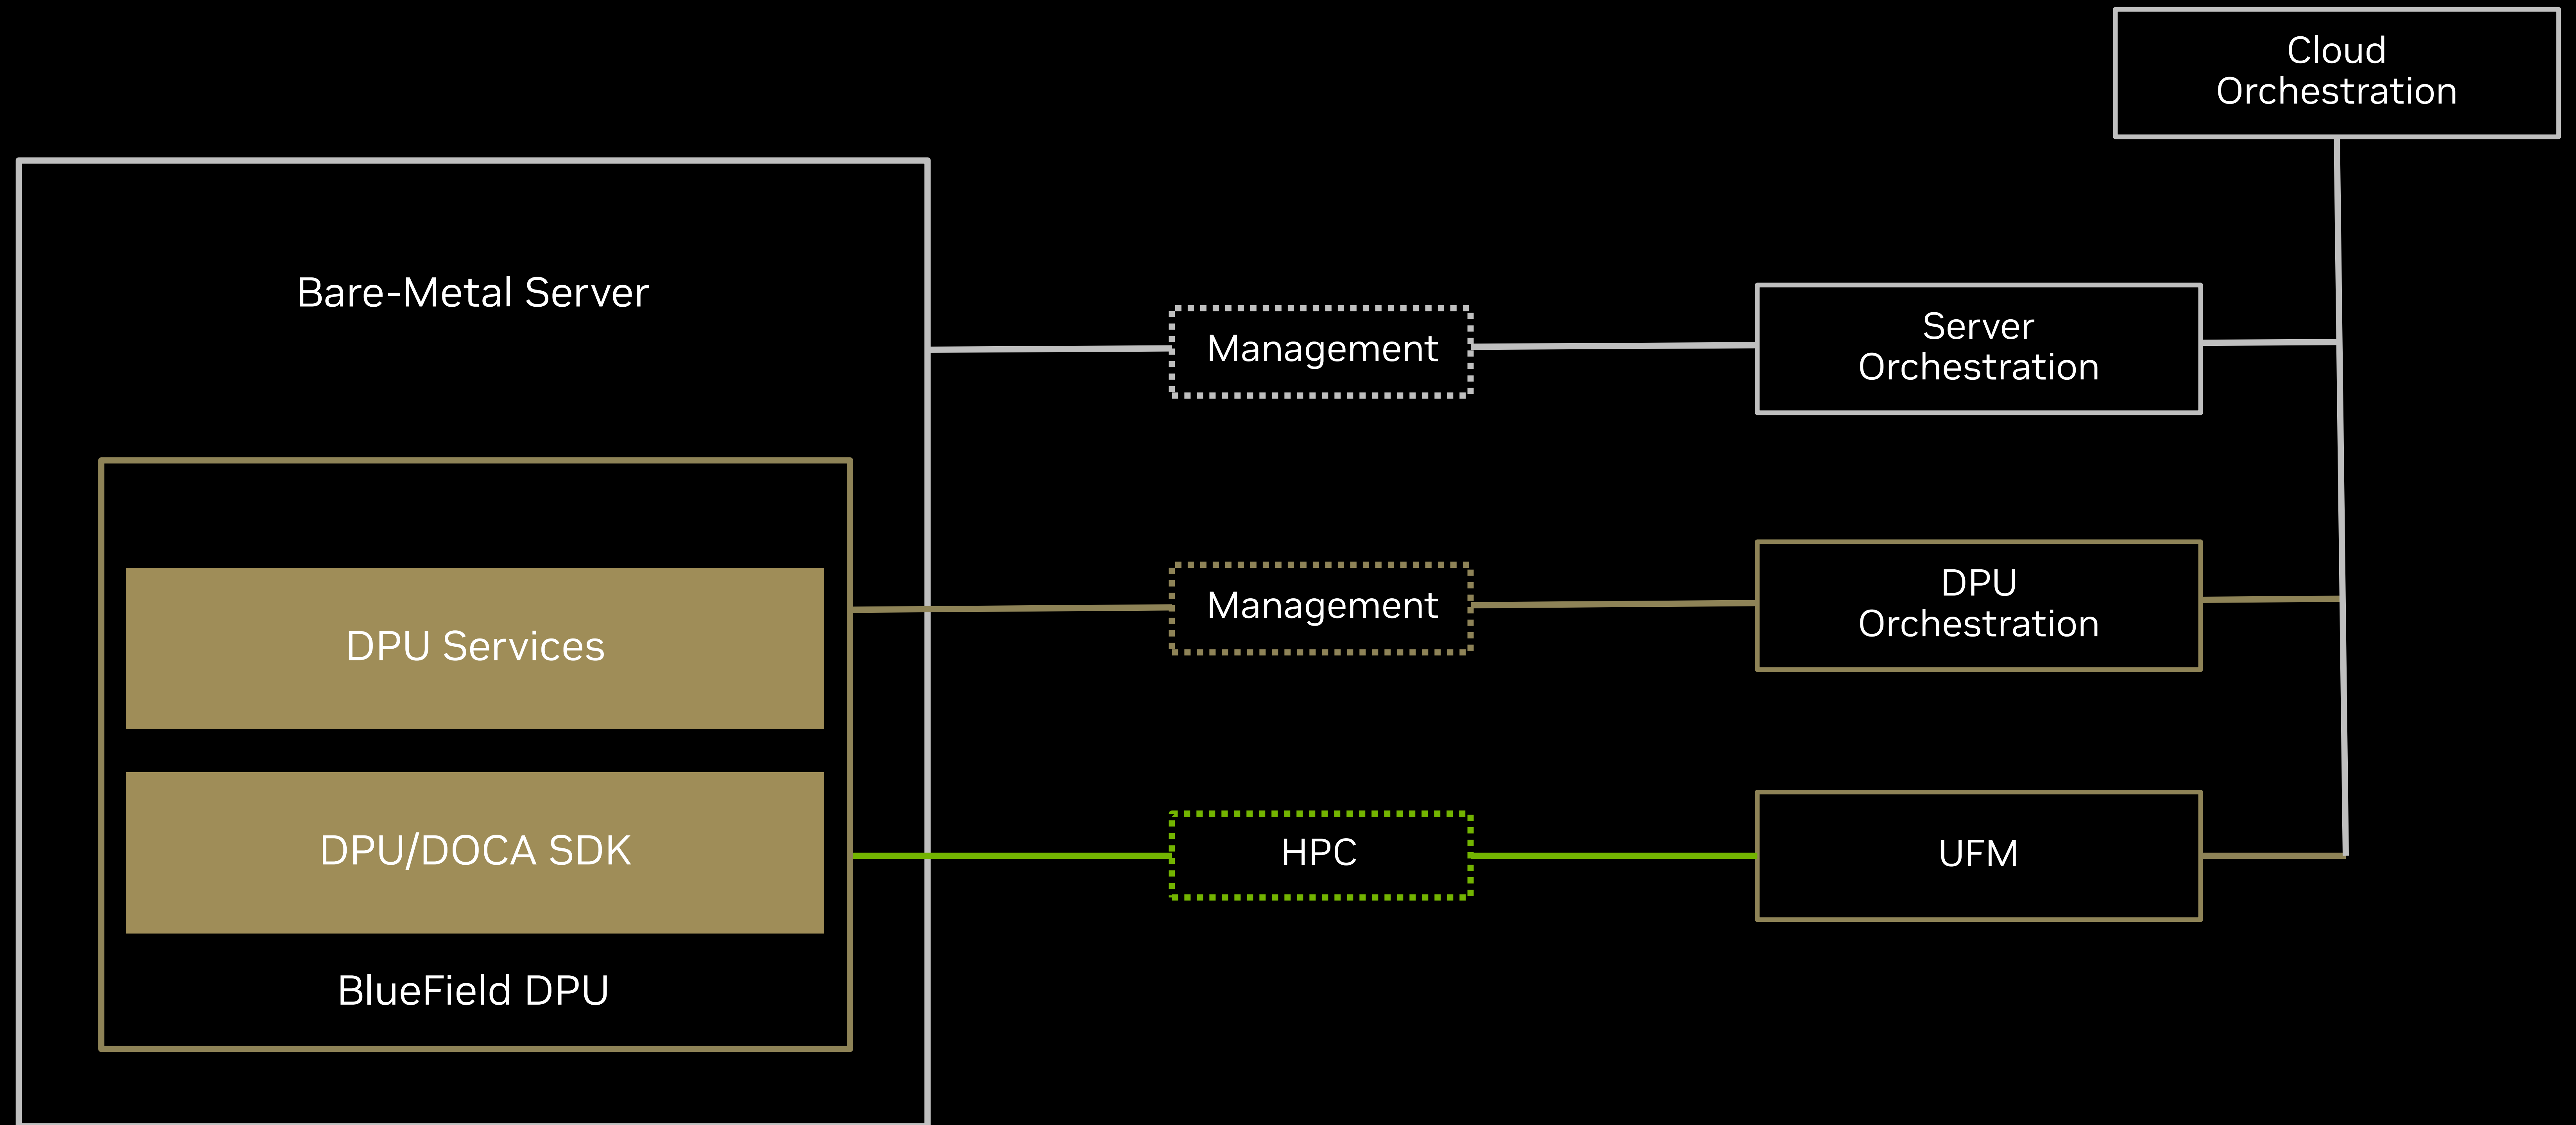 Cloud
Orchestration
Bare-Metal Server
Management
Server
Orchestration
DPU Services
Management
DPU
Orchestration
DPU/DOCA SDK
HPC
UFM
BlueField DPU